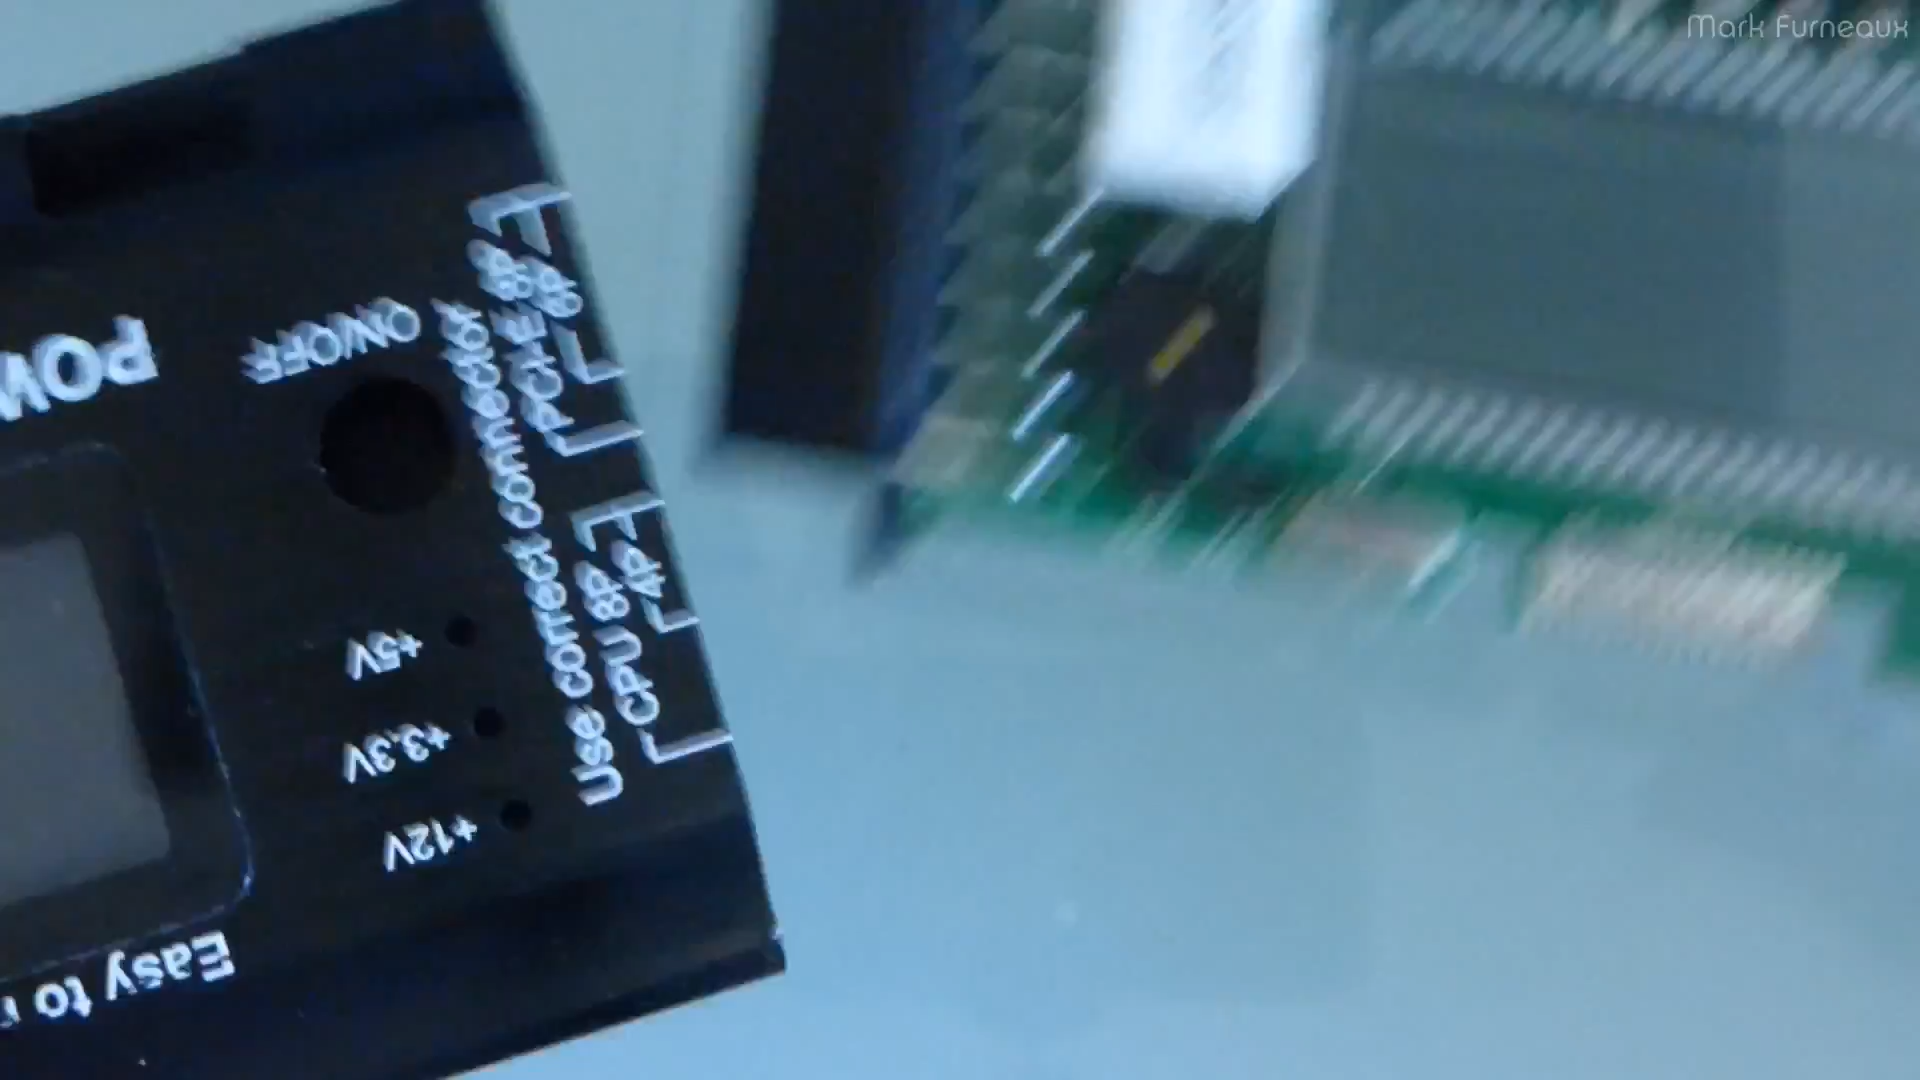 Mark Furneaux
POW
ON/OFF
PCI-E 8P
6P
Use correct connector
CPU 8P
4P
+5V
+3.3V
+12V
Easy to r